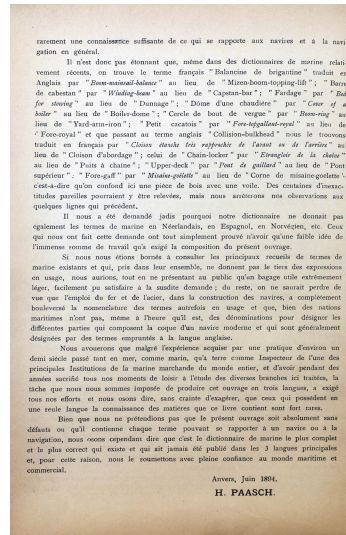 rarement une connaissance suffisante de ce qui se rapporte aux navires et à la navi
gation en général.
Il n'est donc pas étonnant que, même dans des dictionnaires de marine relati-
vement récents, on trouve le terme français "Balancine de brigantine" traduit en
Anglais par "Boom-mainsail-balance" au lieu de "Mizen-boom-topping-lift"; "Barre
de cabestan" par "Winding-beam" au lieu de "Capstan-bar"; "Fardage" par "
for stowing" au lieu de "Dunnage"; "Dôme d'une chaudière" par "Cover of a
boiler" au lieu de "Boiler-dome"; "Cercle de bout de vergue" par "Boom-ring" au
lieu de "Yard-arm-iron"; "Petit cacatois" par "Fore-topgallant-royal" au lieu de
"Fore-royal" et que passant au terme anglais "Collision-bulkhead" nous le trouvons
traduit en français par "Cloison étanche très rapprochée de l'avant ou de l'arrière" au
lieu de "Cloison d'abordage"; celui de "Chain-locker" par "Etrangloir de la chaîne"
au lieu de "Puits à chaîne"; "Upper-deck" par "Pont de gaillard" au lieu de "Pont
supérieur": "Fore-gaff" par "Misaine-goëlette" au lieu de "Corne de misaine-goëlette"-
c'est-à-dire qu'on confond ici une pièce de bois avec une voile. Des centaines d'inexac-
titudes pareilles pourraient y être relevées, mais nous arrêterons nos observations aux
quelques lignes qui précèdent.
Il nous a été demandé jadis pourquoi notre dictionnaire ne donnait pas
également les termes de marine en Néerlandais, en Espagnol, en Norvégien, etc. Ceux
qui nous ont fait cette demande ont tout simplement prouvé n'avoir qu'une faible idée de
l'immense somme de travail qu'a exigé la composition du présent ouvrage.
Si nous nous étions bornés à consulter les principaux recueils de termes de
marine existants et qui, pris dans leur ensemble, ne donnent pas le tiers des expressions
en usage, nous aurions, tout en ne présentant au public qu'un bagage utile extrêmement
léger, facilement pu satisfaire à la susdite demande; du reste, on ne saurait perdre de
vue que l'emploi du fer et de l'acier, dans la construction des navires, a complètement
bouleversé la nomenclature des termes autrefois en usage et que, bien des nations
maritimes n'ont pas, même à l'heure qu'il est, des dénominations pour désigner les
différentes parties qui composent la coque d'un navire moderne et qui sont généralement
désignées par des termes empruntés à la langue anglaise.
Nous avouerons que malgré l'expérience acquise par une pratique d'environ un
demi siècle passé tant en mer, comme marin, qu'à terre comme Inspecteur de l'une des
principales Institutions de la marine marchande du monde entier, et d'avoir pendant des
années sacrifié tous nos moments de loisir à l'étude des diverses branches ici traitées, la
tâche que nous nous sommes imposée de produire cet ouvrage en trois langues, a exigé
tous nos efforts et nous osons dire, sans crainte d'exagérer, que ceux qui possèdent en
une seule langue la connaissance des matières que ce livre contient sont fort rares.
Bien que nous ne prétendions pas que le présent ouvrage soit absolument sans
défauts ou qu'il contienne chaque terme pouvant se rapporter à un navire ou à la
navigation, nous osons cependant dire que c'est le dictionnaire de marine le plus complet
et le plus correct qui existe et qui ait jamais été publié dans les 3 langues principales
et, pour cette raison, nous le soumettons avec pleine confiance au monde maritime et
commercial.
Anvers, Juin 1894.
H. PAASCH.